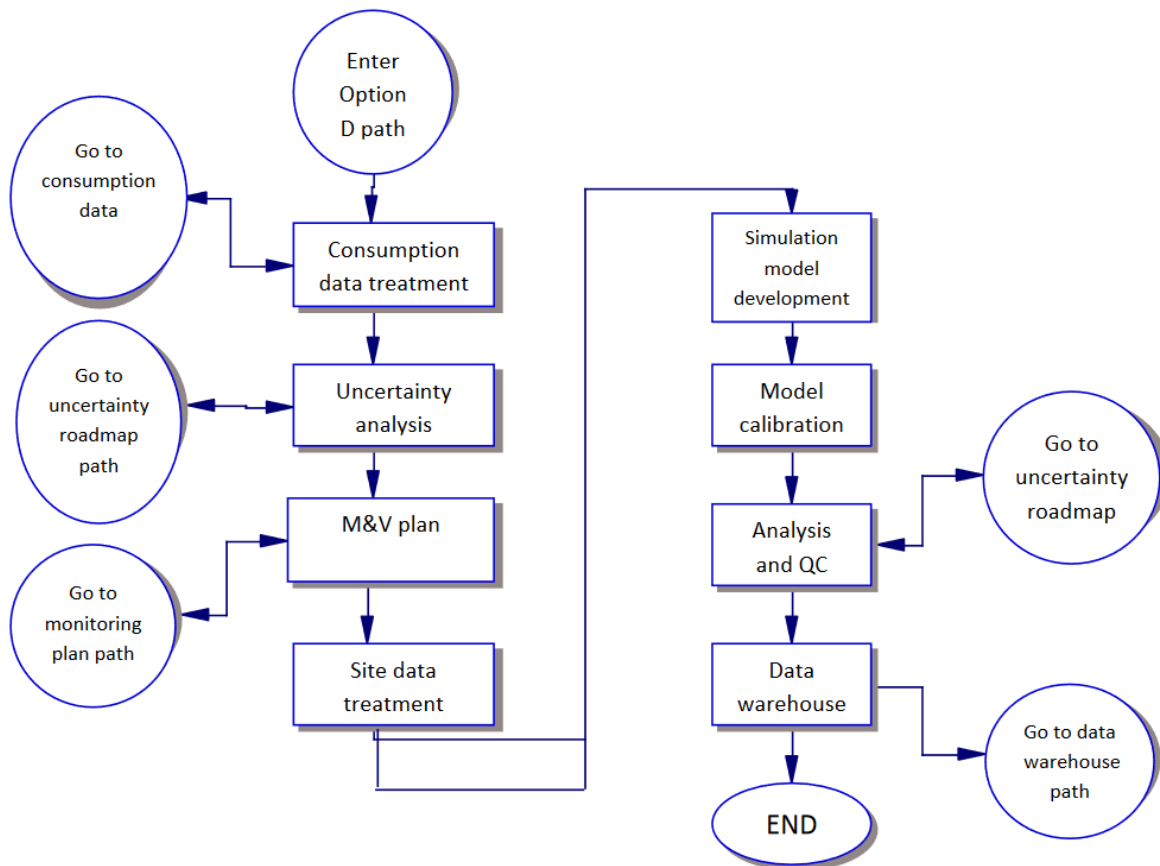 Enter
Option
D path
Go to
consumption
data
Consumption
data treatment
Go to
uncertainty
roadmap
path
Uncertainty
analysis
M&V plan
Go to
monitoring
plan path
Site data
treatment
Simulation
model
development
Model
calibration
Go to
uncertainty
roadmap
Analysis
and QC
Data
warehouse
Go to data
warehouse
path
END